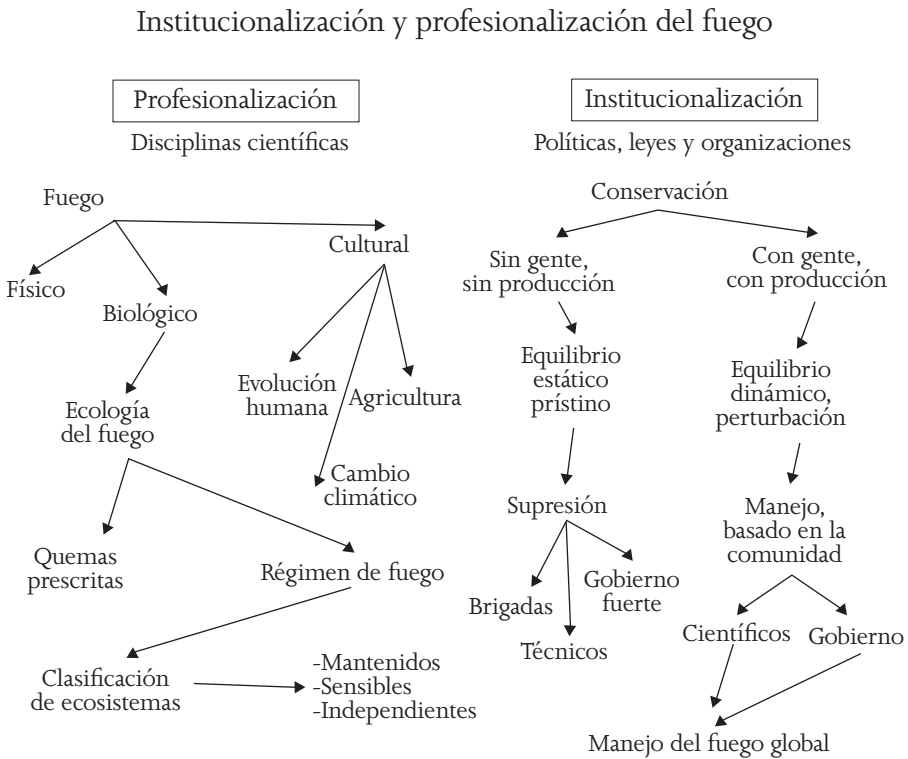 Institucionalización y profesionalización del fuego
Profesionalización
Disciplinas científicas
Fuego
Físico
Biológico
Cultural
Ecología
del fuego
Evolución
humana
Agricultura
Cambio
climático
Quemas
prescritas
Régimen de fuego
Clasificación
de ecosistemas
-Mantenidos
-Sensibles
-Independientes
Institucionalización
Políticas, leyes y organizaciones
Conservación
Sin gente,
sin producción
Con gente,
con producción
Equilibrio
estático
prístino
Equilibrio
dinámico,
perturbación
Supresión
Manejo,
basado en la
comunidad
Brigadas
Técnicos
Gobierno
fuerte
Científicos
Gobierno
Manejo del fuego global